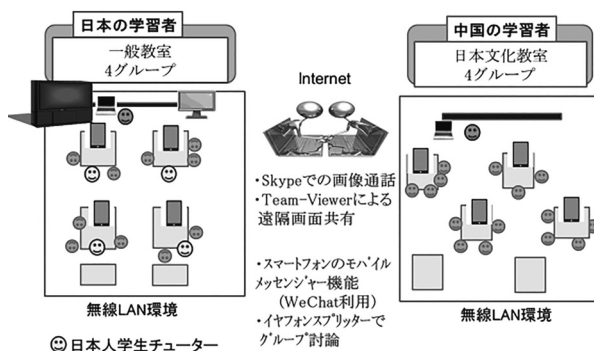 日本の学習者
一般教室
4グループ
中国の学習者
日本文化教室
4グループ
Internet
・Skypeでの画像通話
・Team-Viewerによる
遠隔画面共有
・スマートフォンのモバイル
メッセンジャー機能
(WeChat利用)
・イヤフォンスプリッターで
グループ討論
無線LAN環境
無線LAN環境
日本人学生チューター